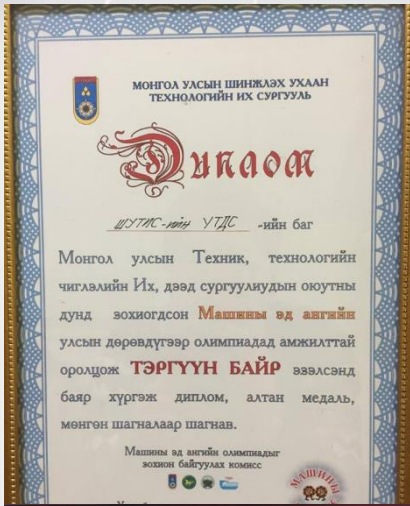 МОНГОЛ УЛСЫН ШИНЖЛЭХ УХААН
ТЕХНОЛОГИЙН ИХ СУРГУУЛЬ
Диплом
ШУТИС-ийн УТДС -ийн баг
Монгол улсын Техник, технологийн
чиглэлийн Их, дээд сургуулиудын оюутны
дунд зохиогдсон Машины эд ангийн
улсын дөрөвдүгээр олимпиадад амжилттай
оролцож ТЭРГҮҮН БАЙР эзэлсэнд
баяр хүргэж диплом, алтан медаль,
мөнгөн шагналаар шагнав.
Машины эд ангийн олимпиадыг
зохион байгуулах комисс
МАШИНЫ